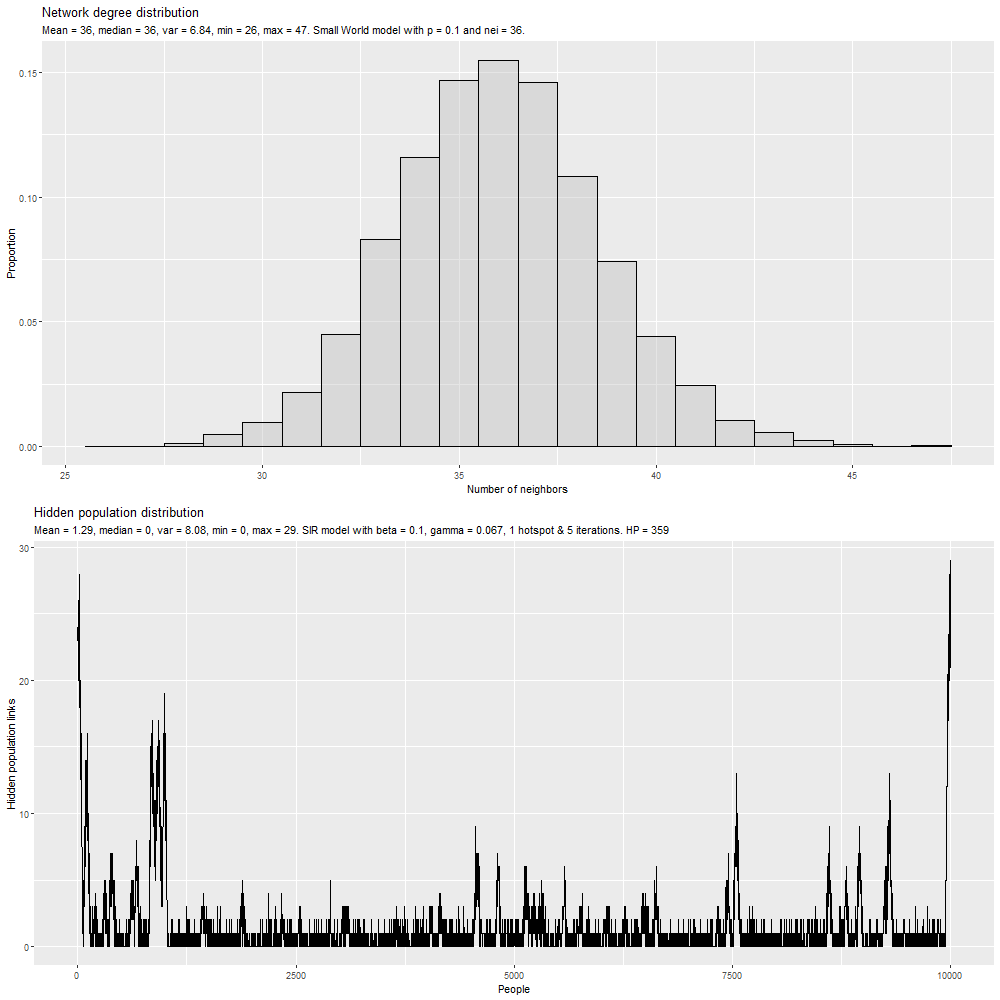 Network degree distribution
Mean = 36, median = 36, var = 6.84, min = 26, max = 47. Small World model with p = 0.1 and nei = 36.
0.15
0.10
0.05
0.00
Proportion
25 30 35 40 45
Number of neighbors
Hidden population distribution
Mean = 1.29, median = 0, var = 8.08, min = 0, max = 29. SIR model with beta = 0.1, gamma = 0.067, 1 hotspot & 5 iterations. HP = 359
30
20
10
0
Hidden population links
0 2500 5000 7500 10000
People